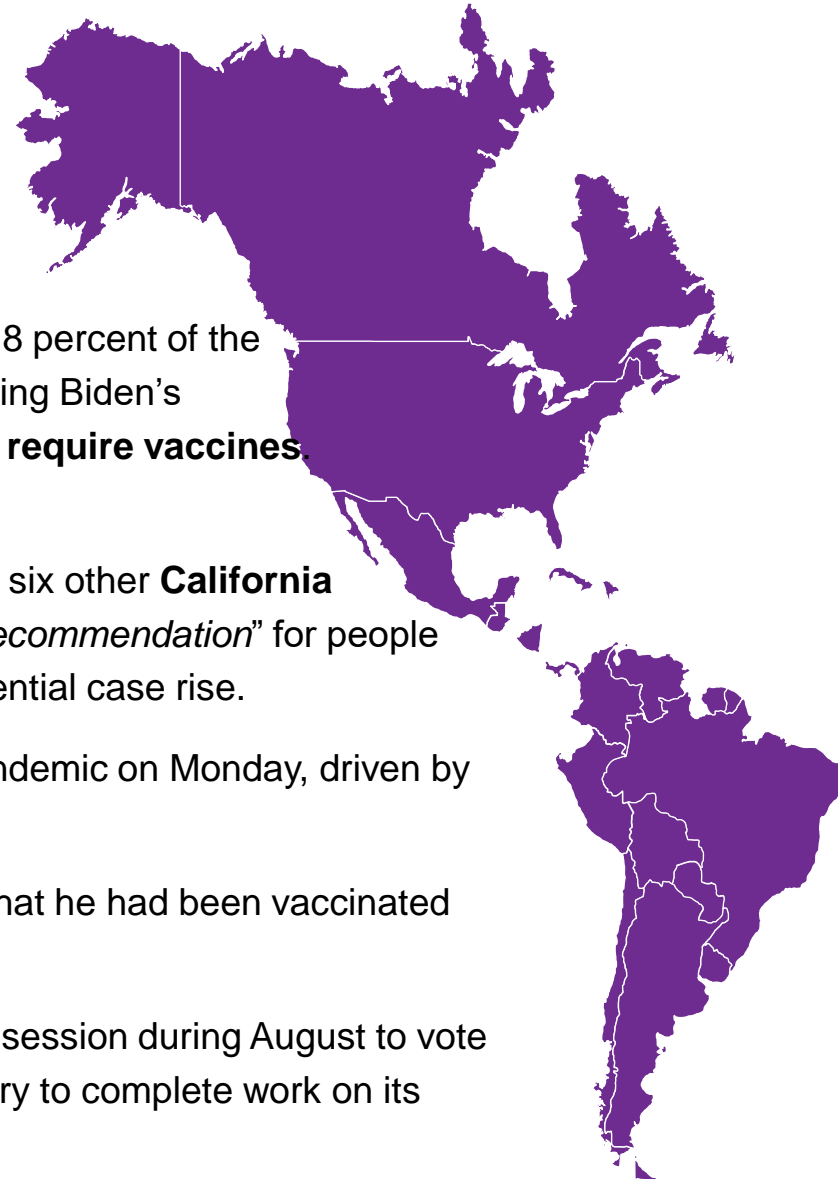 8 percent of the
ing Biden’s
require vaccines.
six other California
ecommendation” for people
ential case rise.
ndemic on Monday, driven by
hat he had been vaccinated
session during August to vote
ry to complete work on its